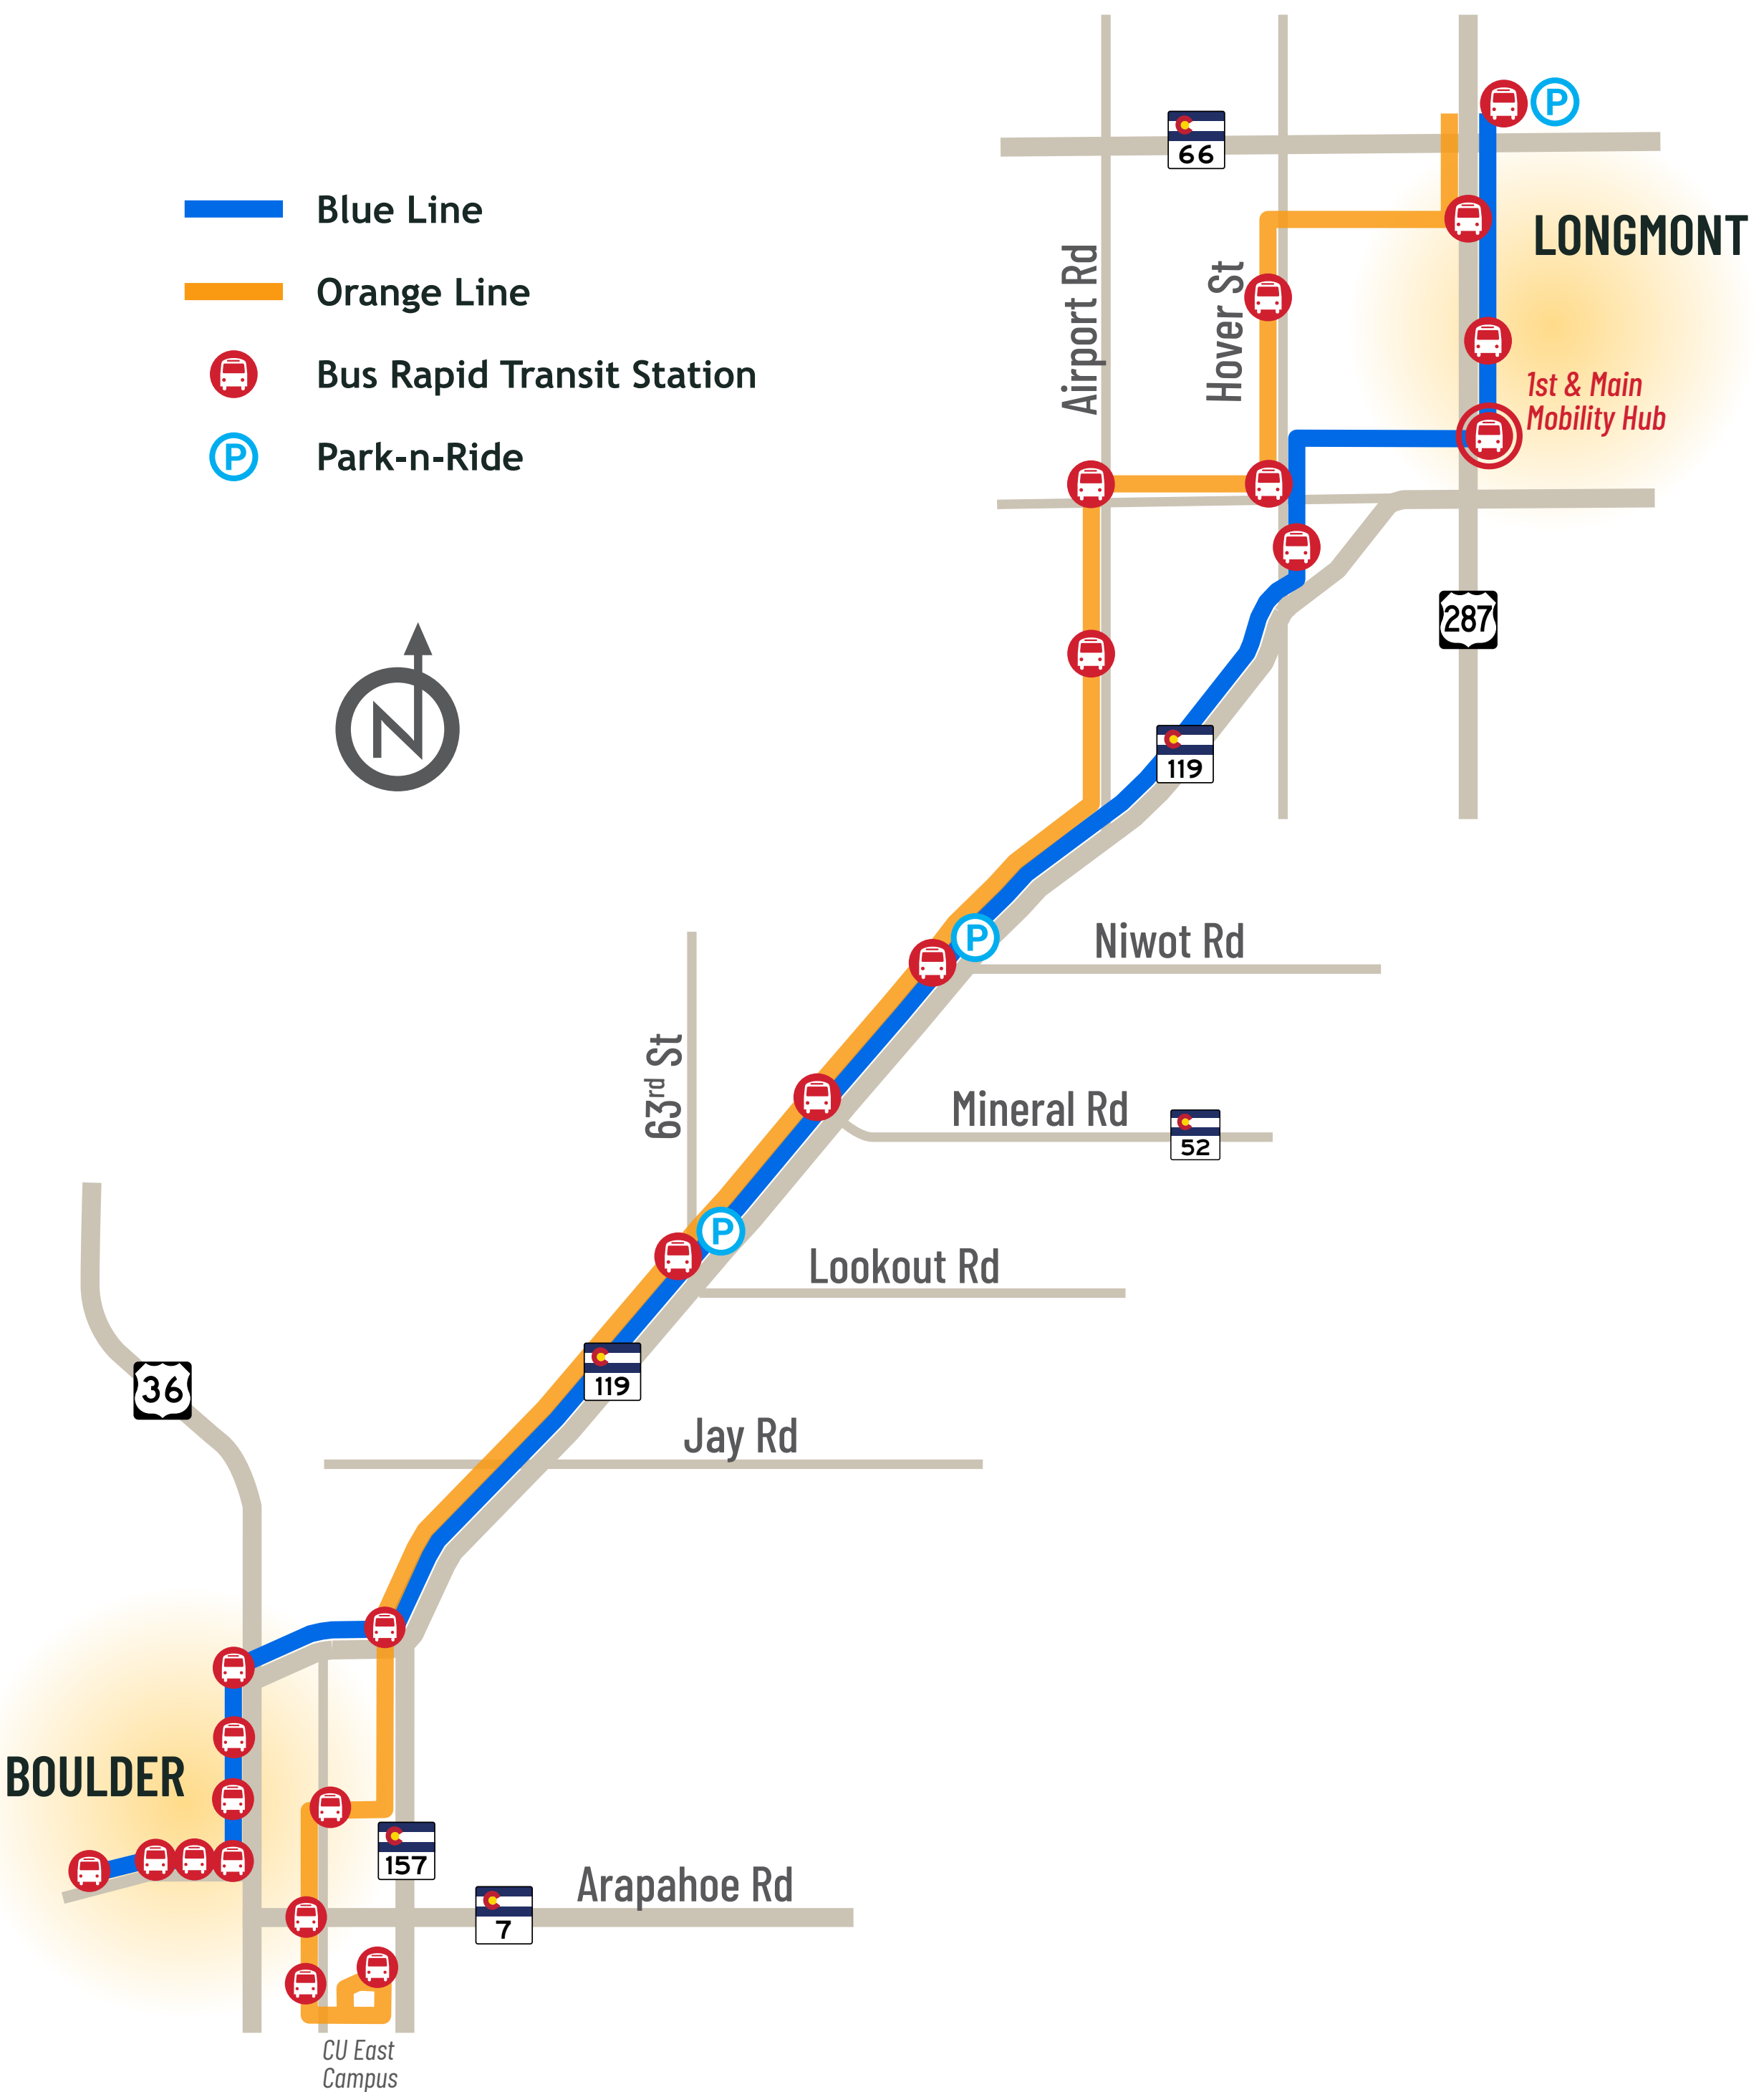 P
66
Blue Line
LONGMONT
Orange Line
Airport Rd
Hover St
Bus Rapid Transit Station
1st & Main
Mobility Hub
P
Park-n-Ride
287
N
119
P
Niwot Rd
63rd St
Mineral Rd
52
P
Lookout Rd
36
119
Jay Rd
BOULDER
157
Arapahoe Rd
7
CU East
Campus